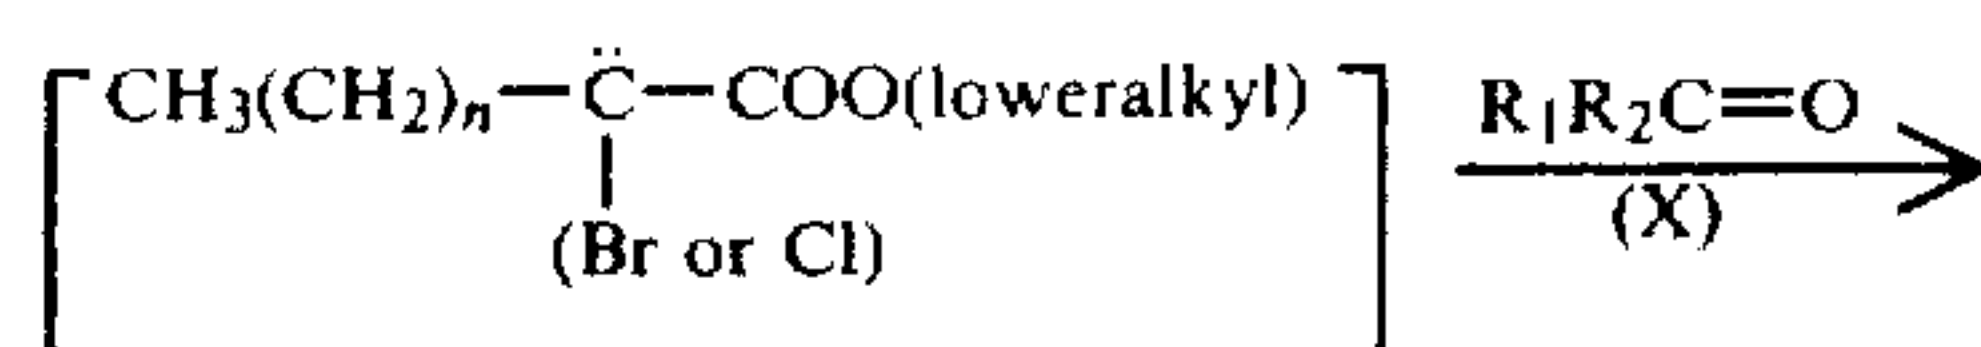 CH3(CH2)n—C̈—COO(loweralkyl) R1R2C=O
(X)
(Br or Cl)